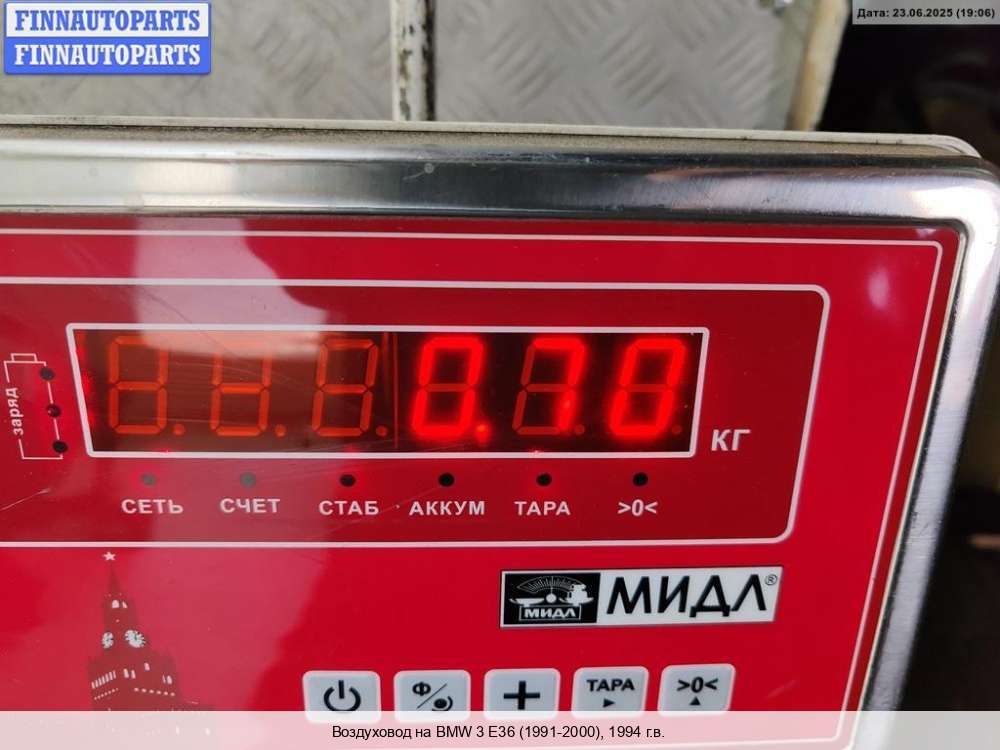 FINNAUTOPARTS
FINNAUTOPARTS
Дата: 23.06.2025 (19:06)
заряд
0.70
КГ
СЕТЬ СЧЕТ СТАБ АККУМ ТАРА >0<
МИДЛ МИДЛ®
Ф/ + ТАРА >0<
Воздуховод на BMW 3 E36 (1991-2000), 1994 г.в.